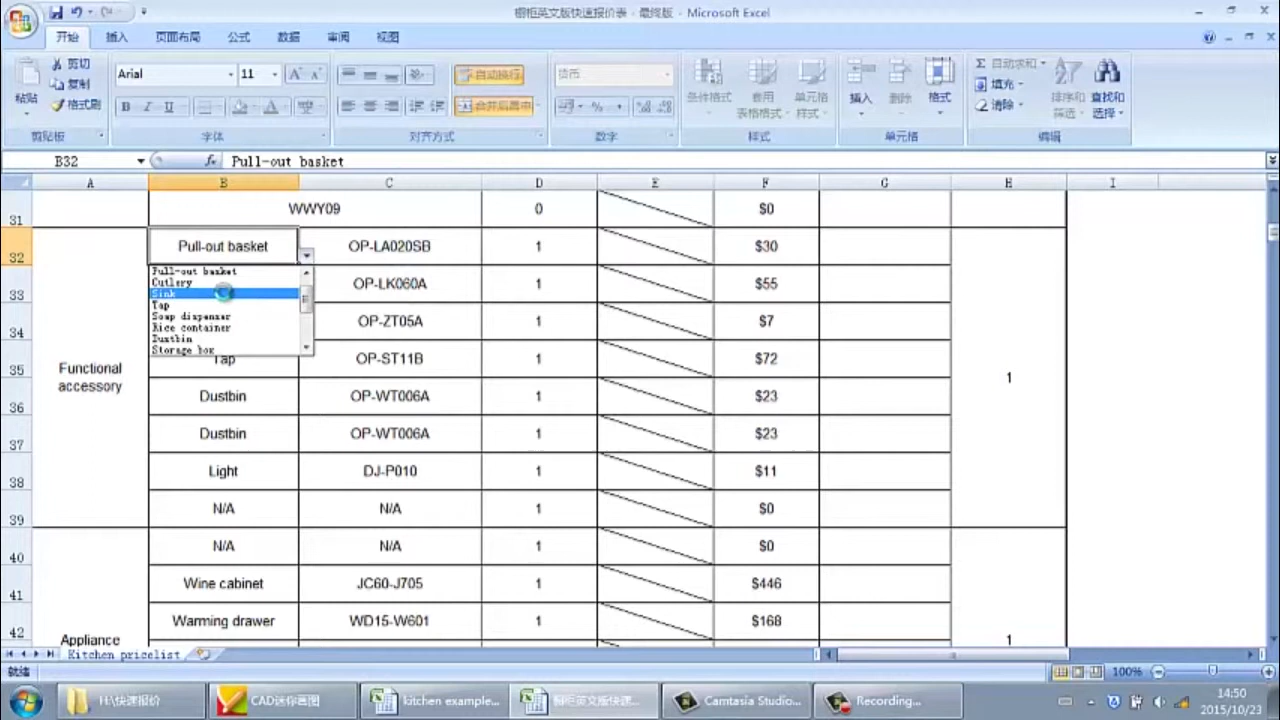 橱柜英文版快速报价表 - 最终版 - Microsoft Excel
开始 插入 页面布局 公式 数据 审阅 视图
剪切 Arial 11 自动换行 货币 自动求和
复制 填充
粘贴 格式刷 B I U 合并后居中 % 条件格式 套用表格格式 单元格样式 插入 删除 格式 清除 排序和筛选 查找和选择
剪贴板 字体 对齐方式 数字 样式 单元格 编辑
B32 fx Pull-out basket
A B C D E F G H I
31 WWY09 0 $0
32 Pull-out basket OP-LA020SB 1 $30
Pull-out basket
Cutlery
33 OP-LK060A 1 $55
Sink
Tap
Soap dispenser
34 OP-ZT05A 1 $7
Rice container
Dustbin
Storage box
35 Tap OP-ST11B 1 $72
Functional accessory 1
36 Dustbin OP-WT006A 1 $23
37 Dustbin OP-WT006A 1 $23
38 Light DJ-P010 1 $11
39 N/A N/A 1 $0
40 N/A N/A 1 $0
41 Wine cabinet JC60-J705 1 $446
42 Warming drawer WD15-W601 1 $168
Appliance 1
Kitchen pricelist
就绪 100%
H:\快速报价 CAD迷你画图 kitchen example... 橱柜英文版快速... Camtasia Studio... Recording...
14:50
2015/10/23